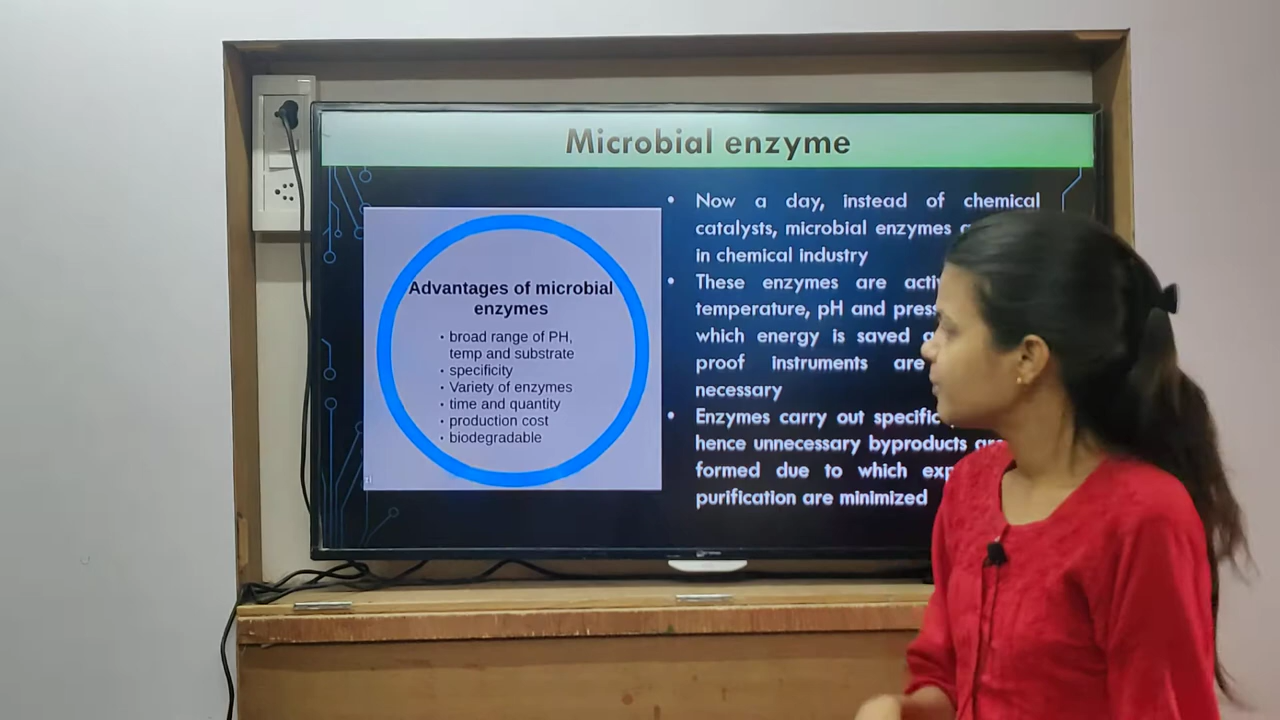 Microbial enzyme
Advantages of microbial
enzymes
• broad range of PH,
temp and substrate
• specificity
• Variety of enzymes
• time and quantity
• production cost
• biodegradable
• Now a day, instead of chemical
catalysts, microbial enzymes
in chemical industry
• These enzymes are
temperature, pH and
which energy is saved
proof instruments are
necessary
• Enzymes carry out
hence unnecessary byproducts
formed due to which
purification are minimized